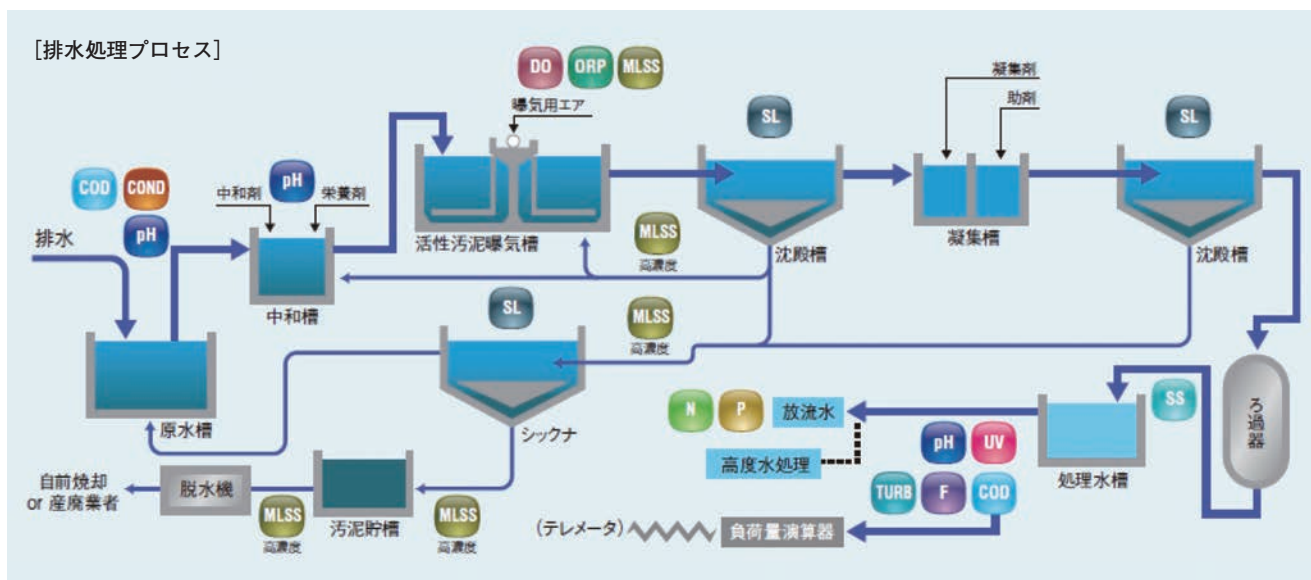 [排水処理プロセス]
DO
ORP
MLSS
曝気用エア
SL
凝集剤
助剤
SL
COD
COND
pH
中和剤
pH
栄養剤
排水
活性汚泥曝気槽
MLSS
高濃度
沈殿槽
凝集槽
沈殿槽
中和槽
SL
MLSS
高濃度
原水槽
シックナ
N
P
放流水
SS
ろ過器
高度水処理
pH
UV
処理水槽
自前焼却
or 産廃業者
脱水機
MLSS
高濃度
汚泥貯槽
MLSS
高濃度
TURB
F
COD
(テレメータ)
負荷量演算器